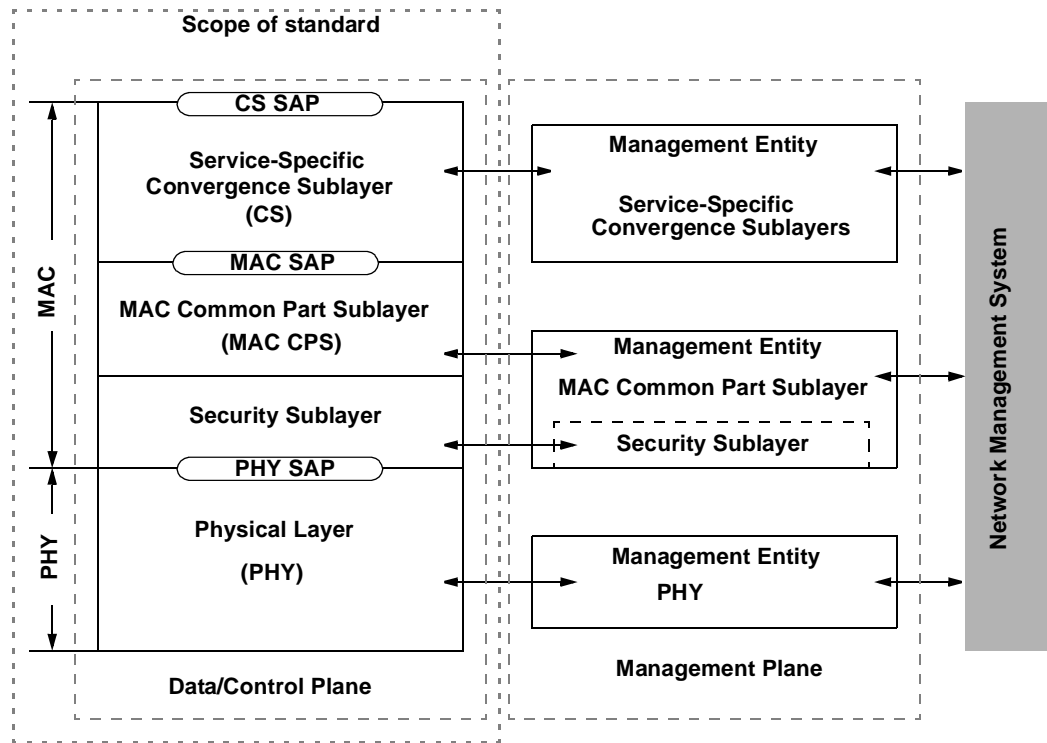 Scope of standard
CS SAP
Service-Specific
Convergence Sublayer
(CS)
MAC SAP
MAC Common Part Sublayer
(MAC CPS)
Security Sublayer
PHY SAP
Physical Layer
(PHY)
Data/Control Plane
MAC
PHY
Management Entity
Service-Specific
Convergence Sublayers
Management Entity
MAC Common Part Sublayer
Security Sublayer
Management Entity
PHY
Management Plane
Network Management System